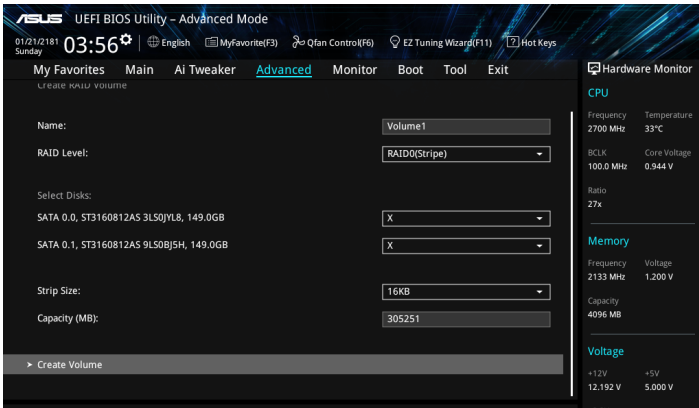 ASUS UEFI BIOS Utility – Advanced Mode
01/21/2181
Sunday
03:56
English MyFavorite(F3) Qfan Control(F6) EZ Tuning Wizard(F11) ? Hot Keys
My Favorites Main Ai Tweaker Advanced Monitor Boot Tool Exit
Hardware Monitor
Create RAID Volume
Name: Volume1
RAID Level: RAID0(Stripe)
Select Disks:
SATA 0.0, ST3160812AS 3LS0JYL8, 149.0GB X
SATA 0.1, ST3160812AS 9LS0BJ5H, 149.0GB X
Strip Size: 16KB
Capacity (MB): 305251
> Create Volume
CPU
Frequency Temperature
2700 MHz 33°C
BCLK Core Voltage
100.0 MHz 0.944 V
Ratio
27x
Memory
Frequency Voltage
2133 MHz 1.200 V
Capacity
4096 MB
Voltage
+12V +5V
12.192 V 5.000 V